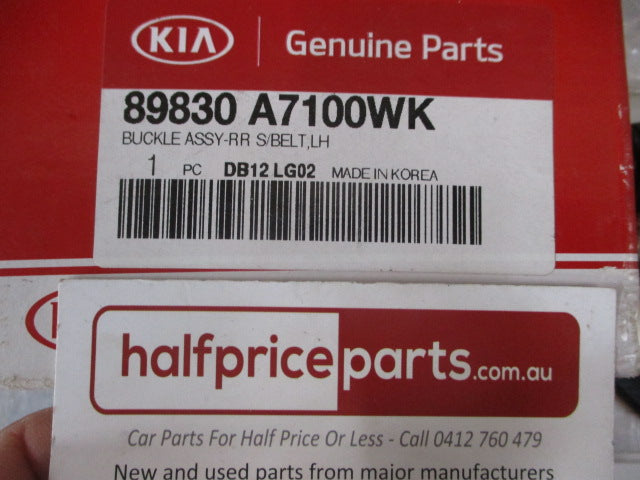 KIA Genuine Parts
89830 A7100WK
BUCKLE ASSY-RR S/BELT,LH
1 PC DB12 LG02 MADE IN KOREA
halfpriceparts.com.au
Car Parts For Half Price Or Less - Call 0412 760 479
New and used parts from major manufacturers